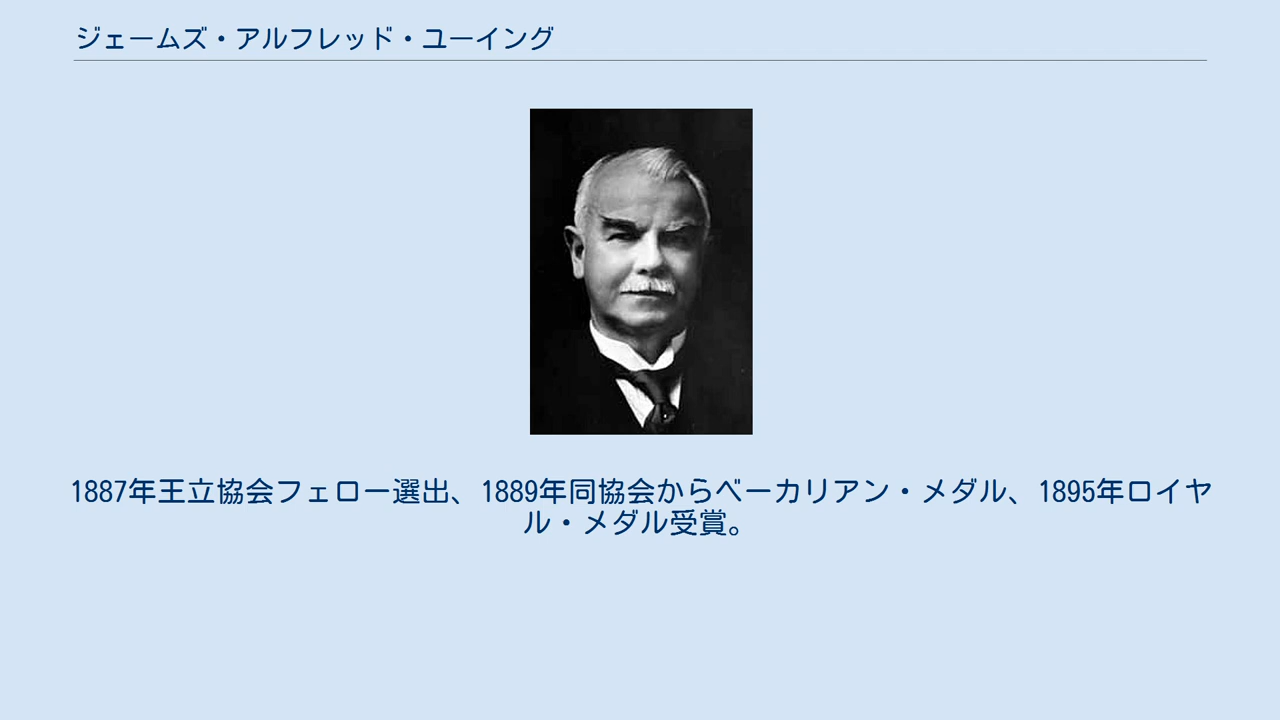 ジェームズ・アルフレッド・ユーイング
1887年王立協会フェロー選出、1889年同協会からベーカリアン・メダル、1895年ロイヤ
ル・メダル受賞。